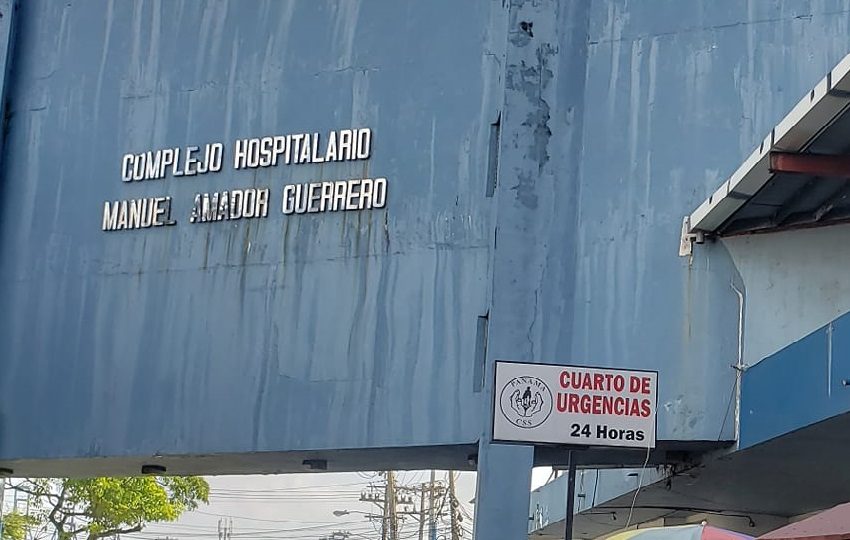 COMPLEJO HOSPITALARIO
MANUEL AMADOR GUERRERO
PANAMA
CSS
CUARTO DE
URGENCIAS
24 Horas